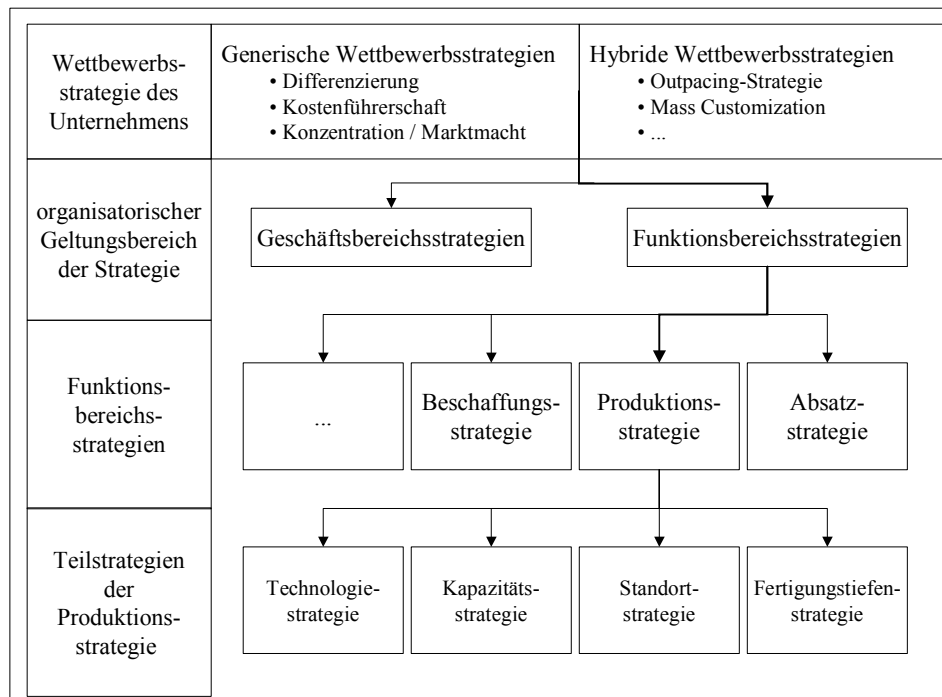 Wettbewerbs-
strategie des
Unternehmens
Generische Wettbewerbsstrategien
• Differenzierung
• Kostenführerschaft
• Konzentration / Marktmacht
Hybride Wettbewerbsstrategien
• Outpacing-Strategie
• Mass Customization
• ...
organisatorischer
Geltungsbereich
der Strategie
Geschäftsbereichsstrategien
Funktionsbereichsstrategien
Funktions-
bereichs-
strategien
...
Beschaffungs-
strategie
Produktions-
strategie
Absatz-
strategie
Teilstrategien
der
Produktions-
strategie
Technologie-
strategie
Kapazitäts-
strategie
Standort-
strategie
Fertigungstiefen-
strategie